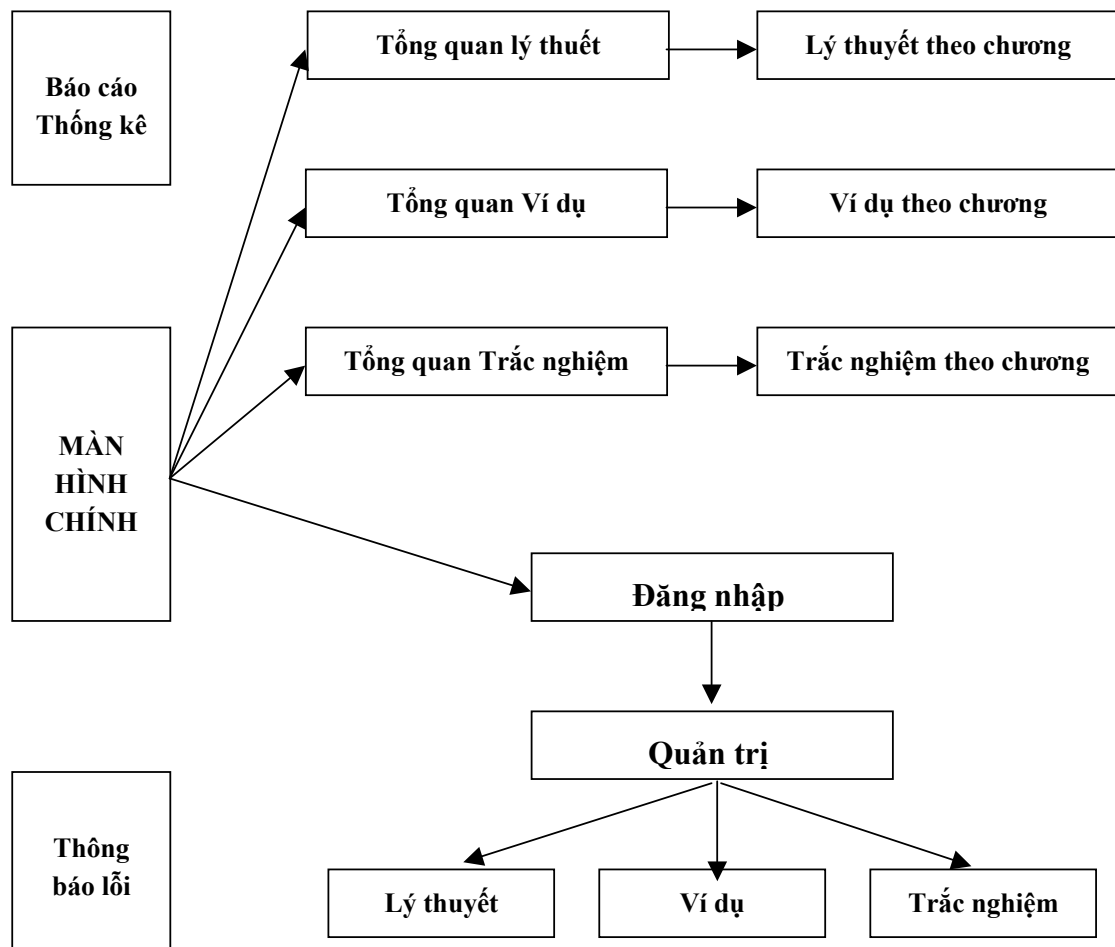 Tổng quan lý thuết
Lý thuyết theo chương
Báo cáo
Thống kê
Tổng quan Ví dụ
Ví dụ theo chương
Tổng quan Trắc nghiệm
Trắc nghiệm theo chương
MÀN
HÌNH
CHÍNH
Đăng nhập
Quản trị
Thông
báo lỗi
Lý thuyết
Ví dụ
Trắc nghiệm